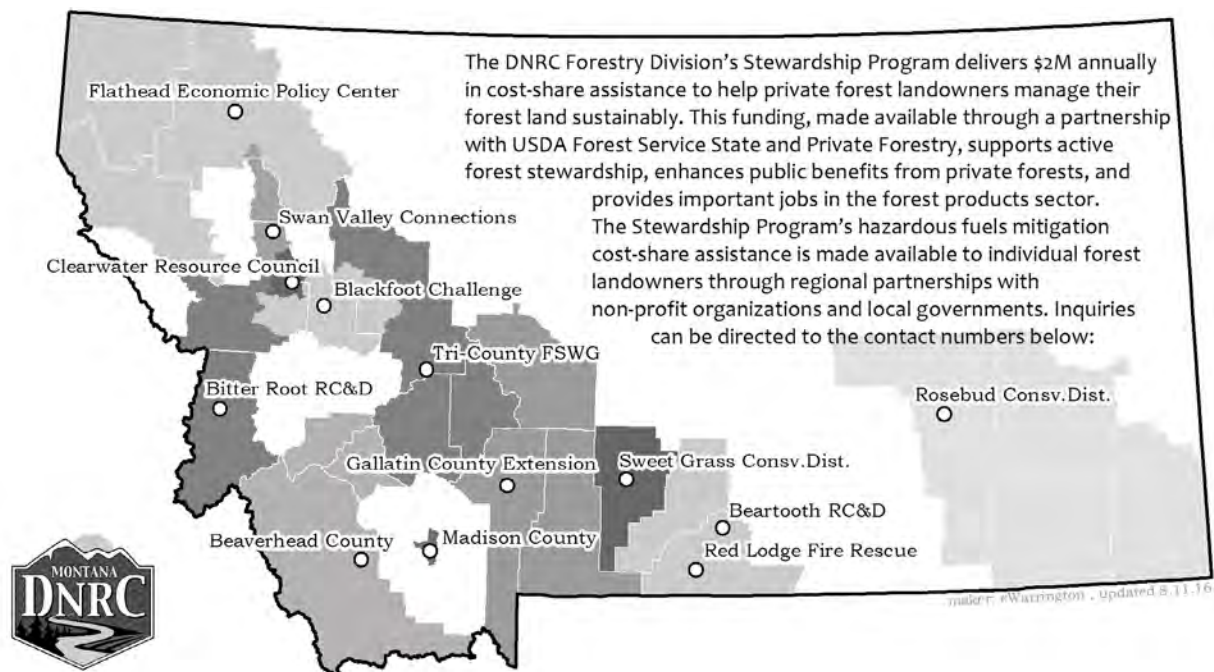 The DNRC Forestry Division’s Stewardship Program delivers $2M annually
in cost-share assistance to help private forest landowners manage their
forest land sustainably. This funding, made available through a partnership
with USDA Forest Service State and Private Forestry, supports active
forest stewardship, enhances public benefits from private forests, and
provides important jobs in the forest products sector.
The Stewardship Program’s hazardous fuels mitigation
cost-share assistance is made available to individual forest
landowners through regional partnerships with
non-profit organizations and local governments. Inquiries
can be directed to the contact numbers below:
Flathead Economic Policy Center
Swan Valley Connections
Clearwater Resource Council
Blackfoot Challenge
Tri-County FSWG
Bitter Root RC&D
Rosebud Consv.Dist.
Gallatin County Extension
Sweet Grass Consv.Dist.
Beartooth RC&D
Beaverhead County
Madison County
Red Lodge Fire Rescue
MONTANA
DNRC
maker: eWarrington , updated 8.11.16